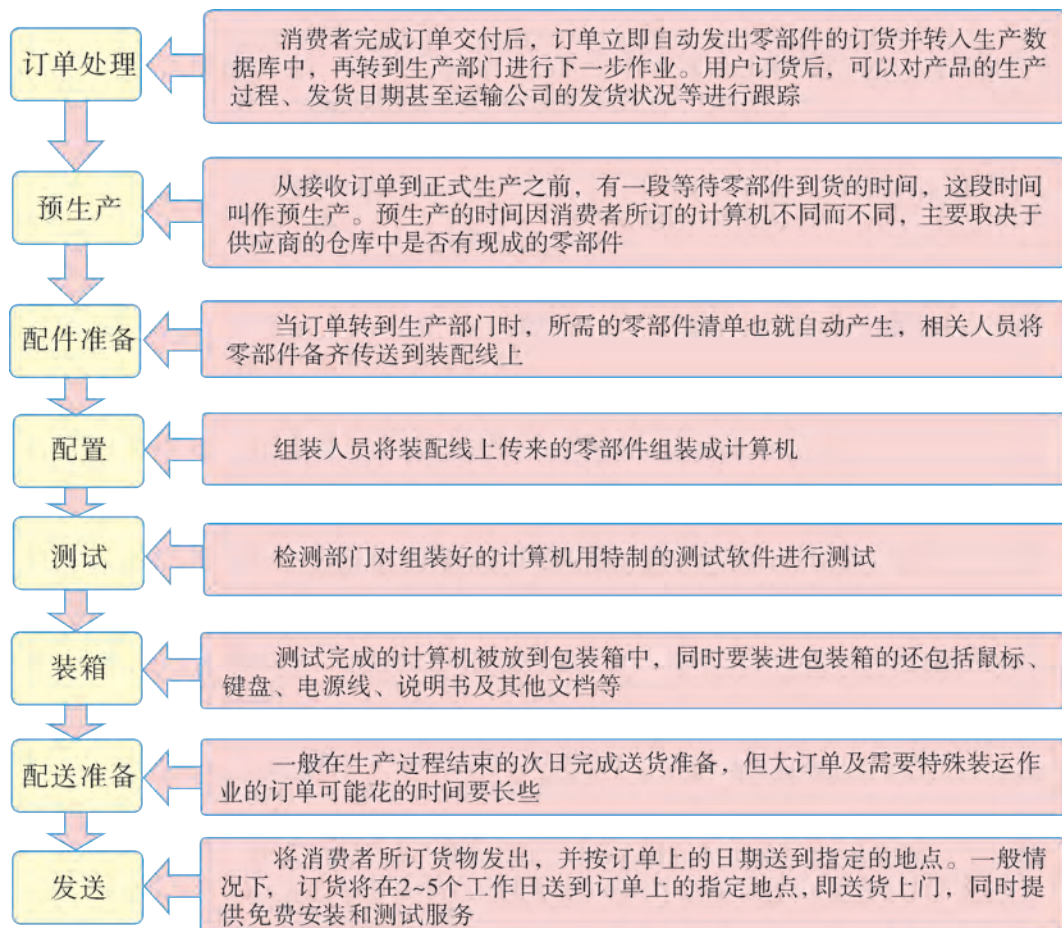 订单处理
消费者完成订单交付后，订单立即自动发出零部件的订货并转入生产数
据库中，再转到生产部门进行下一步作业。用户订货后，可以对产品的生产
过程、发货日期甚至运输公司的发货状况等进行跟踪
预生产
从接收订单到正式生产之前，有一段等待零部件到货的时间，这段时间
叫作预生产。预生产的时间因消费者所订的计算机不同而不同，主要取决于
供应商的仓库中是否有现成的零部件
配件准备
当订单转到生产部门时，所需的零部件清单也就自动产生，相关人员将
零部件备齐传送到装配线上
配置
组装人员将装配线上传来的零部件组装成计算机
测试
检测部门对组装好的计算机用特制的测试软件进行测试
装箱
测试完成的计算机被放到包装箱中，同时要装进包装箱的还包括鼠标、
键盘、电源线、说明书及其他文档等
配送准备
一般在生产过程结束的次日完成送货准备，但大订单及需要特殊装运作
业的订单可能花的时间要长些
发送
将消费者所订货物发出，并按订单上的日期送到指定的地点。一般情
况下， 订货将在2~5个工作日送到订单上的指定地点，即送货上门，同时提
供免费安装和测试服务